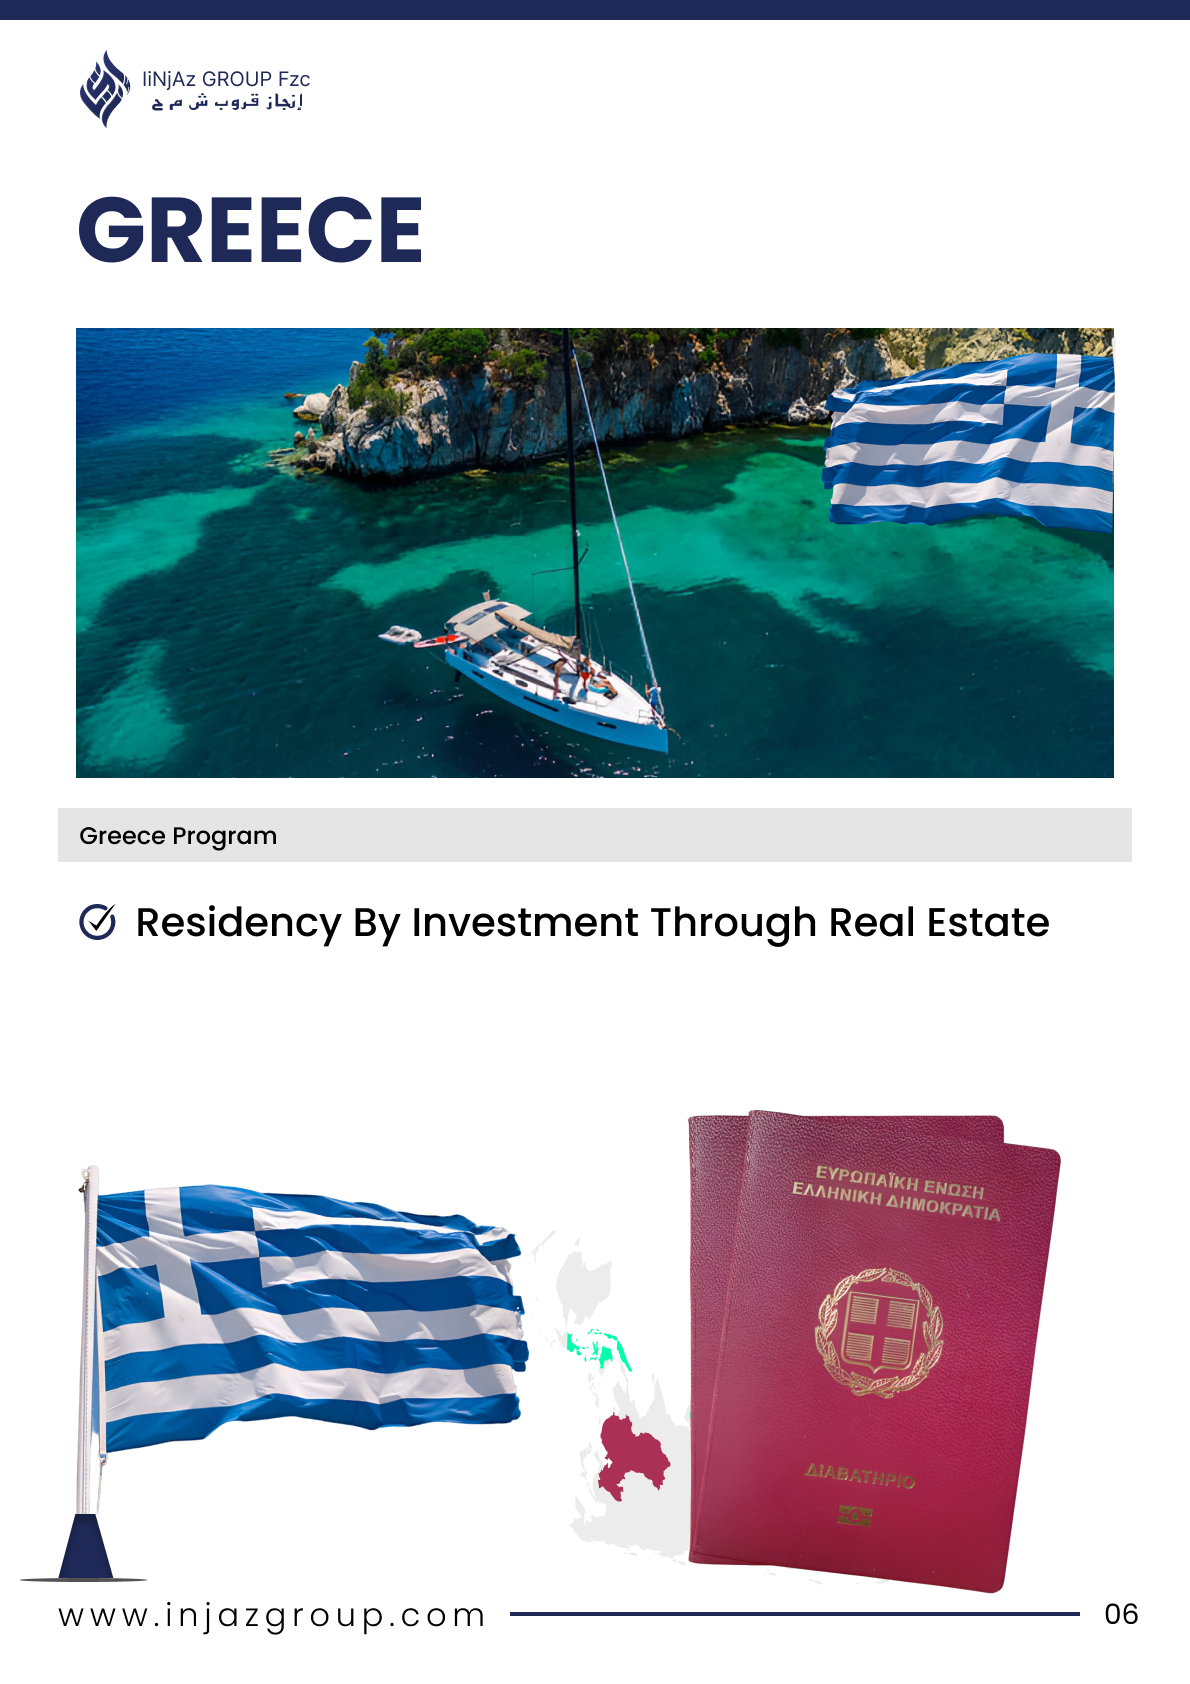 IiNjAz GROUP Fzc
إنجاز قروب ش م ح
GREECE
Greece Program
Residency By Investment Through Real Estate
ΕΥΡΩΠΑΪΚΗ ΕΝΩΣΗ
ΕΛΛΗΝΙΚΗ ΔΗΜΟΚΡΑΤΙΑ
ΔΙΑΒΑΤΗΡΙΟ
www.injazgroup.com
06